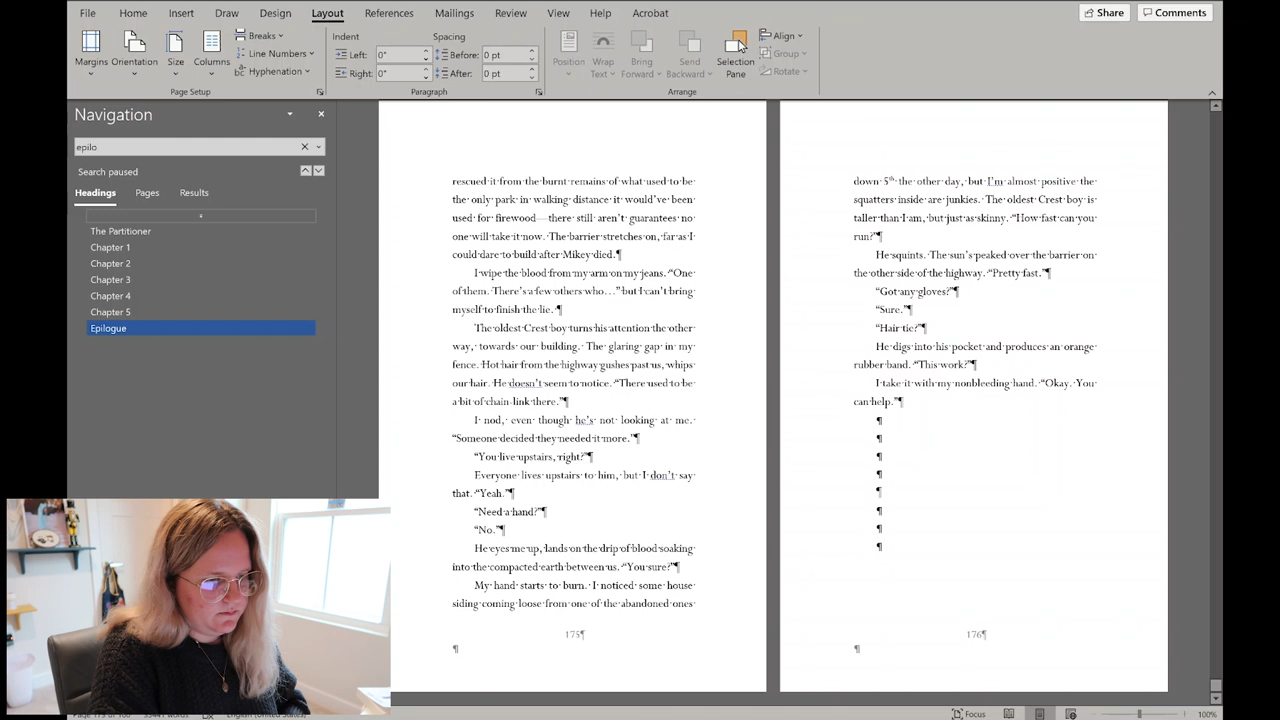 File Home Insert Draw Design Layout References Mailings Review View Help Acrobat Share Comments
Margins Orientation Size Columns Breaks Line Numbers Hyphenation Indent Left: 0" Right: 0" Spacing Before: 0 pt After: 0 pt Position Wrap Text Bring Forward Send Backward Selection Pane Align Group Rotate
Page Setup Paragraph Arrange
Navigation
epilo
Search paused
Headings Pages Results
The Partitioner
Chapter 1
Chapter 2
Chapter 3
Chapter 4
Chapter 5
Epilogue
rescued it from the burnt remains of what used to be
the only park in walking distance it would've been
used for firewood—there still aren't guarantees no
one will take it now. The barrier stretches on, far as I
could dare to build after Mikey died.¶
I wipe the blood from my arm on my jeans. “One
of them. There's a few others who…” but I can't bring
myself to finish the lie. ¶
The oldest Crest boy turns his attention the other
way, towards our building. The glaring gap in my
fence. Hot hair from the highway gushes past us, whips
our hair. He doesn't seem to notice. “There used to be
a bit of chain-link there.”¶
I nod, even though he's not looking at me.
“Someone decided they needed it more.”¶
“You live upstairs, right?”¶
Everyone lives upstairs to him, but I don't say
that. “Yeah.”¶
“Need a hand?”¶
“No.”¶
He eyes me up, lands on the drip of blood soaking
into the compacted earth between us. “You sure?”¶
My hand starts to burn. I noticed some house
siding coming loose from one of the abandoned ones
175¶
¶
down 5th the other day, but I'm almost positive the
squatters inside are junkies. The oldest Crest boy is
taller than I am, but just as skinny. “How fast can you
run?”¶
He squints. The sun's peaked over the barrier on
the other side of the highway. “Pretty fast.”¶
“Got any gloves?”¶
“Sure.”¶
“Hair tie?”¶
He digs into his pocket and produces an orange
rubber band. “This work?”¶
I take it with my nonbleeding hand. “Okay. You
can help.”¶
¶
¶
¶
¶
¶
¶
¶
¶
176¶
¶
English (United States) Focus 100%